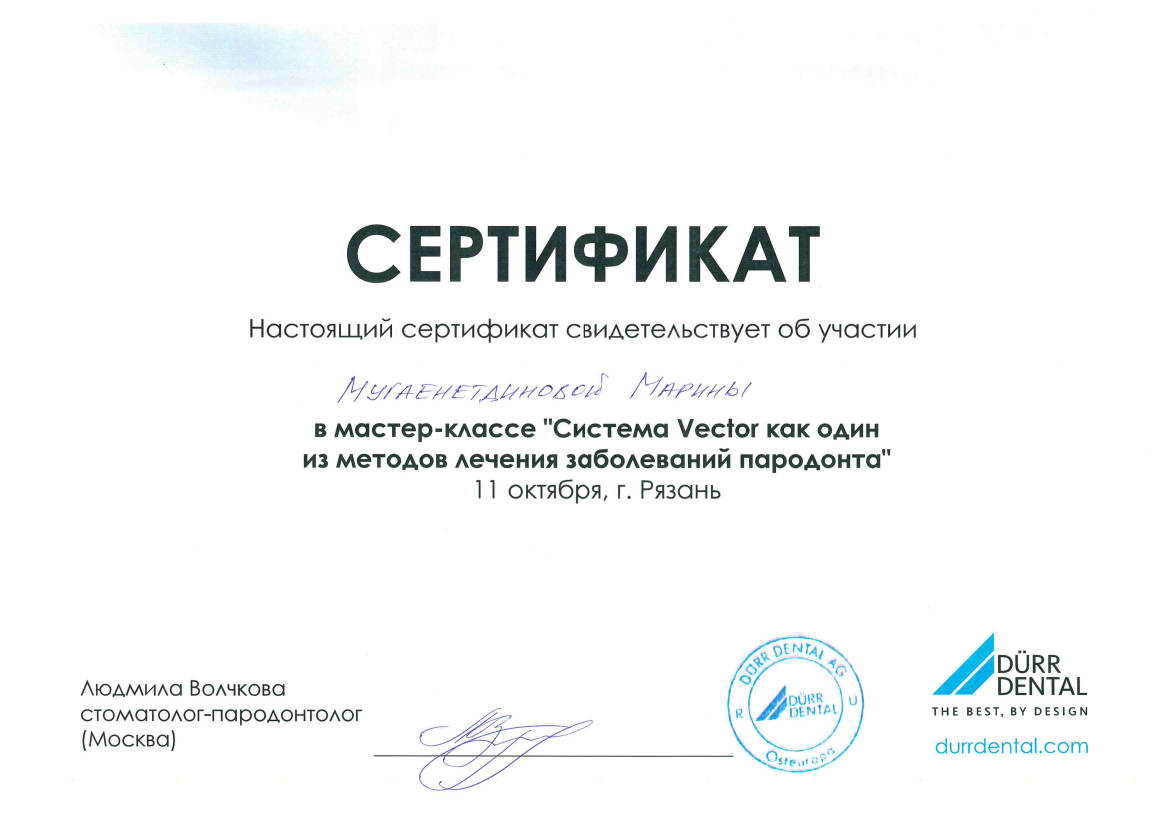 СЕРТИФИКАТ
Настоящий сертификат свидетельствует об участии
Мугаенетдиновой Марины
в мастер-классе "Система Vector как один
из методов лечения заболеваний пародонта"
11 октября, г. Рязань
Людмила Волчкова
стоматолог-пародонтолог
(Москва)
DÜRR DENTAL AG
R
DÜRR
DENTAL
U
Osteuropa
DÜRR
DENTAL
THE BEST, BY DESIGN
durrdental.com